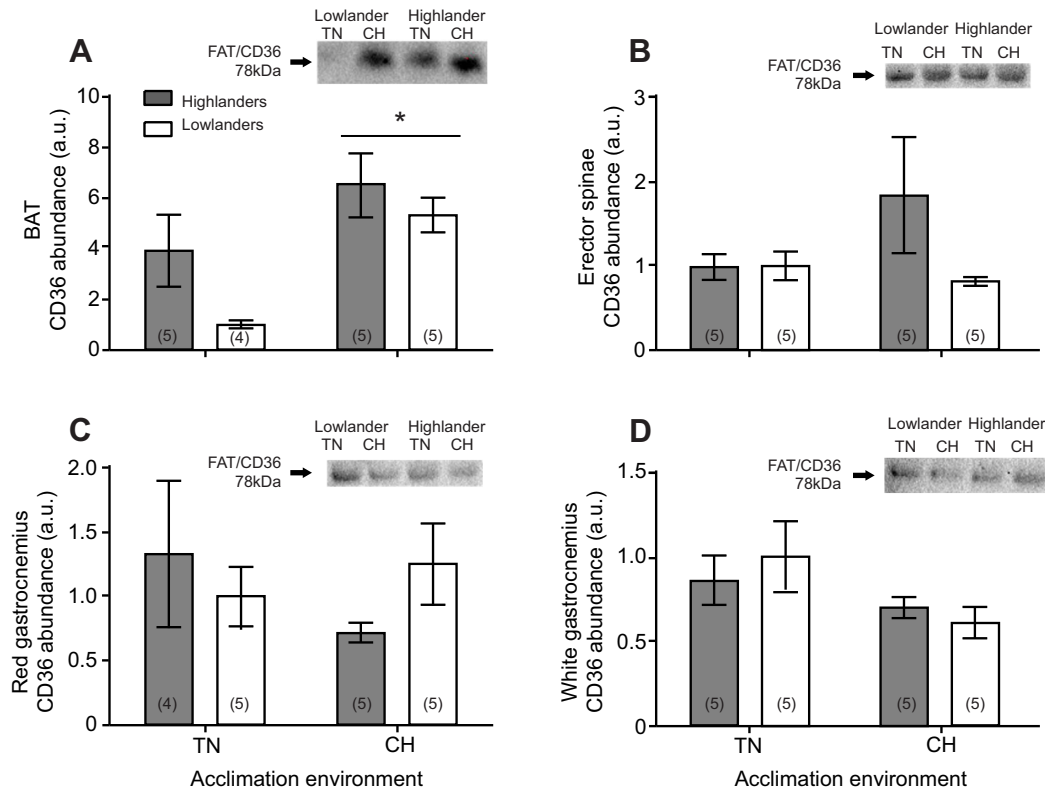 A
Lowlander Highlander
TN CH TN CH
FAT/CD36
78kDa
Highlanders
Lowlanders
*
BAT
CD36 abundance (a.u.)
10
8
6
4
2
0
(5)
(4)
(5)
(5)
B
Lowlander Highlander
TN CH TN CH
FAT/CD36
78kDa
Erector spinae
CD36 abundance (a.u.)
3
2
1
0
(5)
(5)
(5)
(5)
C
Lowlander Highlander
TN CH TN CH
FAT/CD36
78kDa
Red gastrocnemius
CD36 abundance (a.u.)
2.0
1.5
1.0
0.5
0
(4)
(5)
(5)
(5)
TN CH
Acclimation environment
D
Lowlander Highlander
TN CH TN CH
FAT/CD36
78kDa
White gastrocnemius
CD36 abundance (a.u.)
1.5
1.0
0.5
0
(5)
(5)
(5)
(5)
TN CH
Acclimation environment